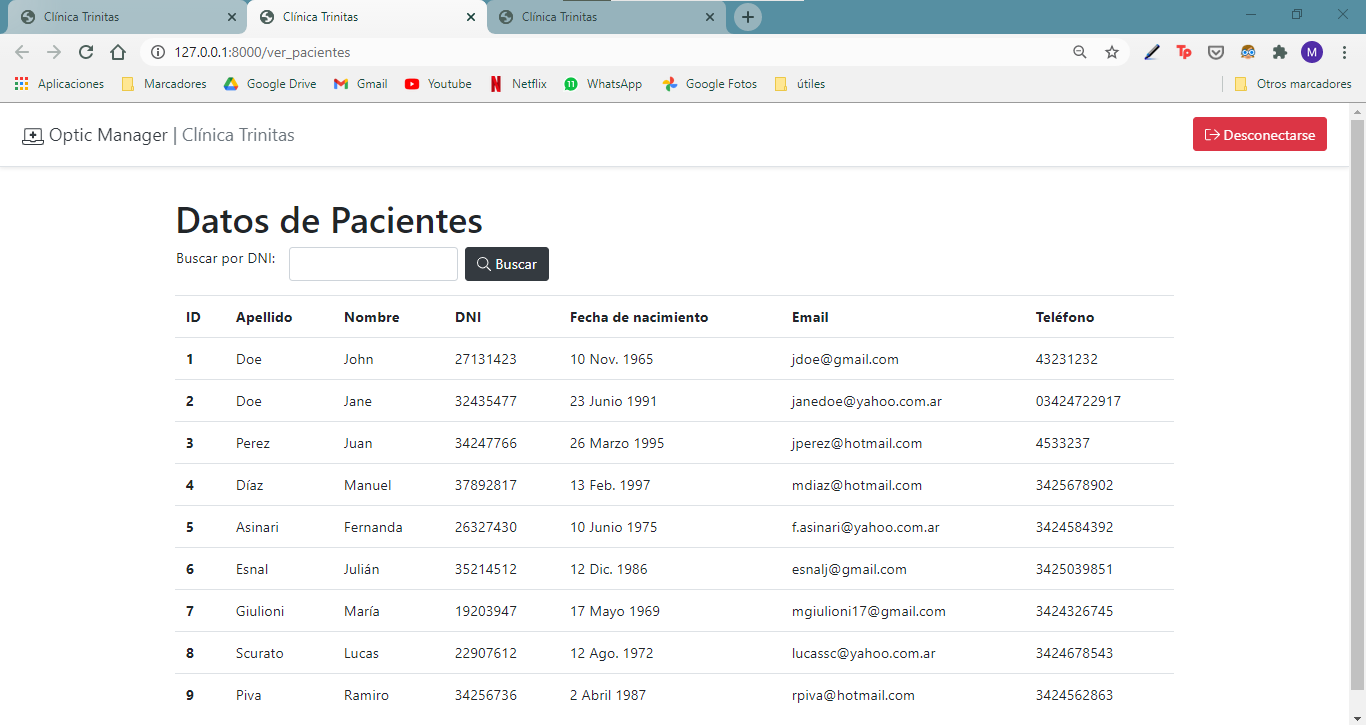 Clínica Trinitas Clínica Trinitas Clínica Trinitas
127.0.0.1:8000/ver_pacientes Tp M
Aplicaciones Marcadores Google Drive Gmail Youtube Netflix 11 WhatsApp Google Fotos útiles Otros marcadores
Optic Manager | Clínica Trinitas Desconectarse
Datos de Pacientes
Buscar por DNI: Buscar
ID Apellido Nombre DNI Fecha de nacimiento Email Teléfono
1 Doe John 27131423 10 Nov. 1965 jdoe@gmail.com 43231232
2 Doe Jane 32435477 23 Junio 1991 janedoe@yahoo.com.ar 03424722917
3 Perez Juan 34247766 26 Marzo 1995 jperez@hotmail.com 4533237
4 Díaz Manuel 37892817 13 Feb. 1997 mdiaz@hotmail.com 3425678902
5 Asinari Fernanda 26327430 10 Junio 1975 f.asinari@yahoo.com.ar 3424584392
6 Esnal Julián 35214512 12 Dic. 1986 esnalj@gmail.com 3425039851
7 Giulioni María 19203947 17 Mayo 1969 mgiulioni17@gmail.com 3424326745
8 Scurato Lucas 22907612 12 Ago. 1972 lucassc@yahoo.com.ar 3424678543
9 Piva Ramiro 34256736 2 Abril 1987 rpiva@hotmail.com 3424562863